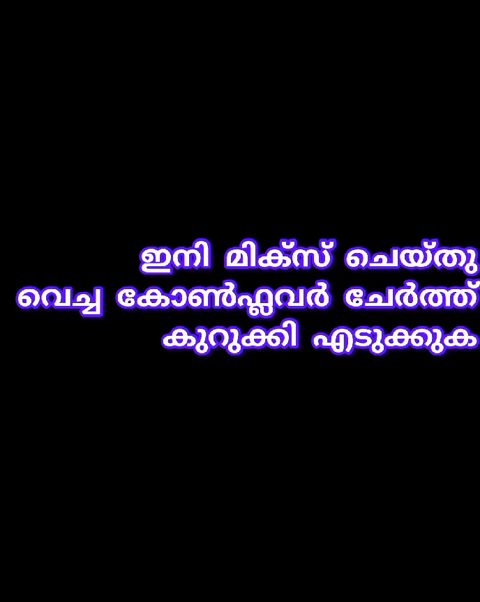 ഇനി മിക്സ് ചെയ്തു
വെച്ച കോൺഫ്ലവർ ചേർത്ത്
കുറുക്കി എടുക്കുക